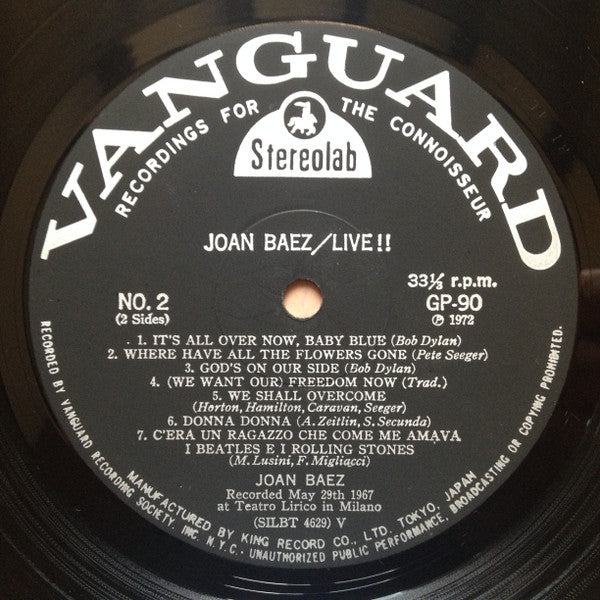 VANGUARD
RECORDINGS FOR THE CONNOISSEUR
Stereolab
JOAN BAEZ/LIVE!!
33⅓ r.p.m.
NO. 2
GP-90
(2 Sides)
Ⓟ 1972
1. IT'S ALL OVER NOW, BABY BLUE (Bob Dylan)
2. WHERE HAVE ALL THE FLOWERS GONE (Pete Seeger)
3. GOD'S ON OUR SIDE (Bob Dylan)
4. (WE WANT OUR) FREEDOM NOW (Trad.)
5. WE SHALL OVERCOME
(Horton, Hamilton, Caravan, Seeger)
6. DONNA DONNA (A. Zeitlin, S. Secunda)
7. C'ERA UN RAGAZZO CHE COME ME AMAVA
I BEATLES E I ROLLING STONES
(M. Lusini, F. Migliacci)
JOAN BAEZ
Recorded May 29th 1967
at Teatro Lirico in Milano
(SILBT 4629) V
MANUFACTURED BY KING RECORD CO., LTD. TOKYO, JAPAN
RECORDED BY VANGUARD RECORDING SOCIETY, INC. N.Y.C. - UNAUTHORIZED PUBLIC PERFORMANCE, BROADCASTING OR COPYING PROHIBITED.